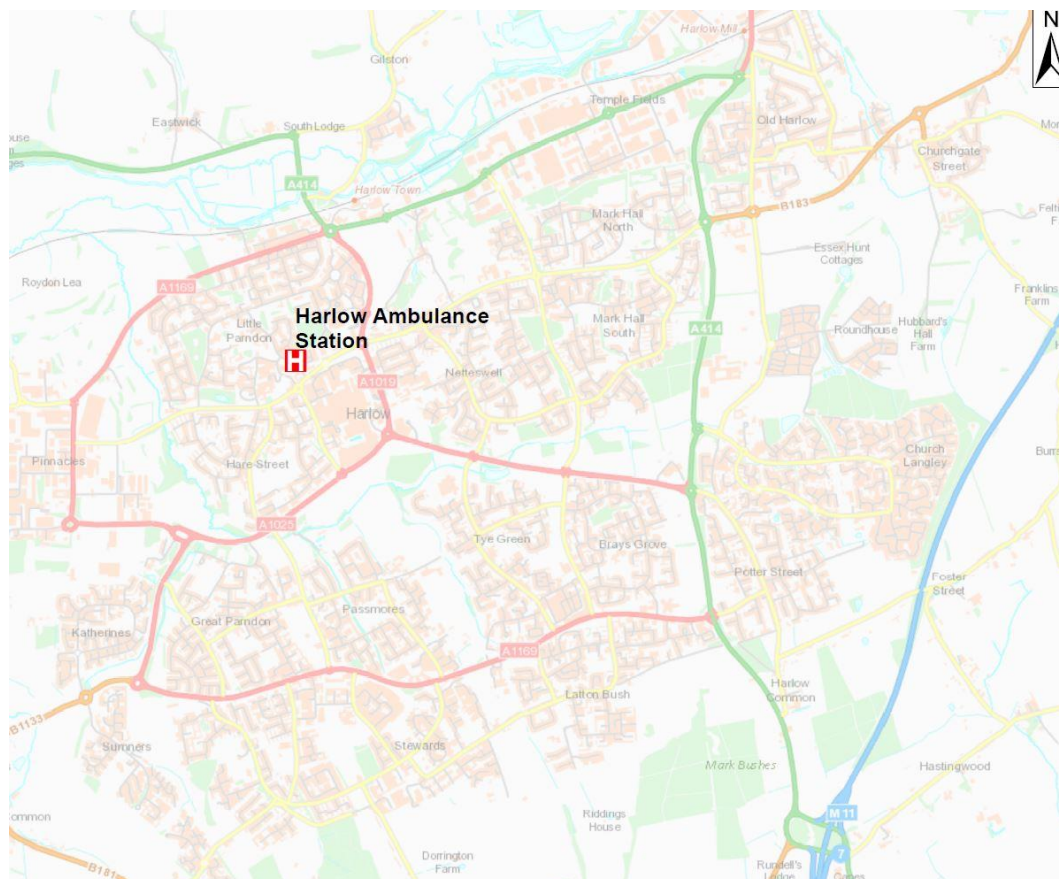 N
Harlow Mill
Gilston
Temple Fields
Eastwick
South Lodge
Old Harlow
Churchgate
Street
A414
Harlow Town
B183
Mark Hall
North
Essex Hunt
Cottages
Roydon Lea
A1169
Franklins
Farm
Harlow Ambulance
Station
Little
Parndon
H
Mark Hall
South
A414
Roundhouse
Hubbard's
Hall
Farm
A1019
Netteswell
Harlow
Church
Langley
Pinnacles
Hare Street
A1025
Tye Green
Brays Grove
Potter Street
Foster
Street
Katherines
Great Parndon
Passmores
A1169
Latton Bush
Harlow
Common
B1133
Sumners
Stewards
Mark Bushes
Hastingwood
Riddings
House
M 11
7
B181
Dorrington
Farm
Rundell's
Lodge